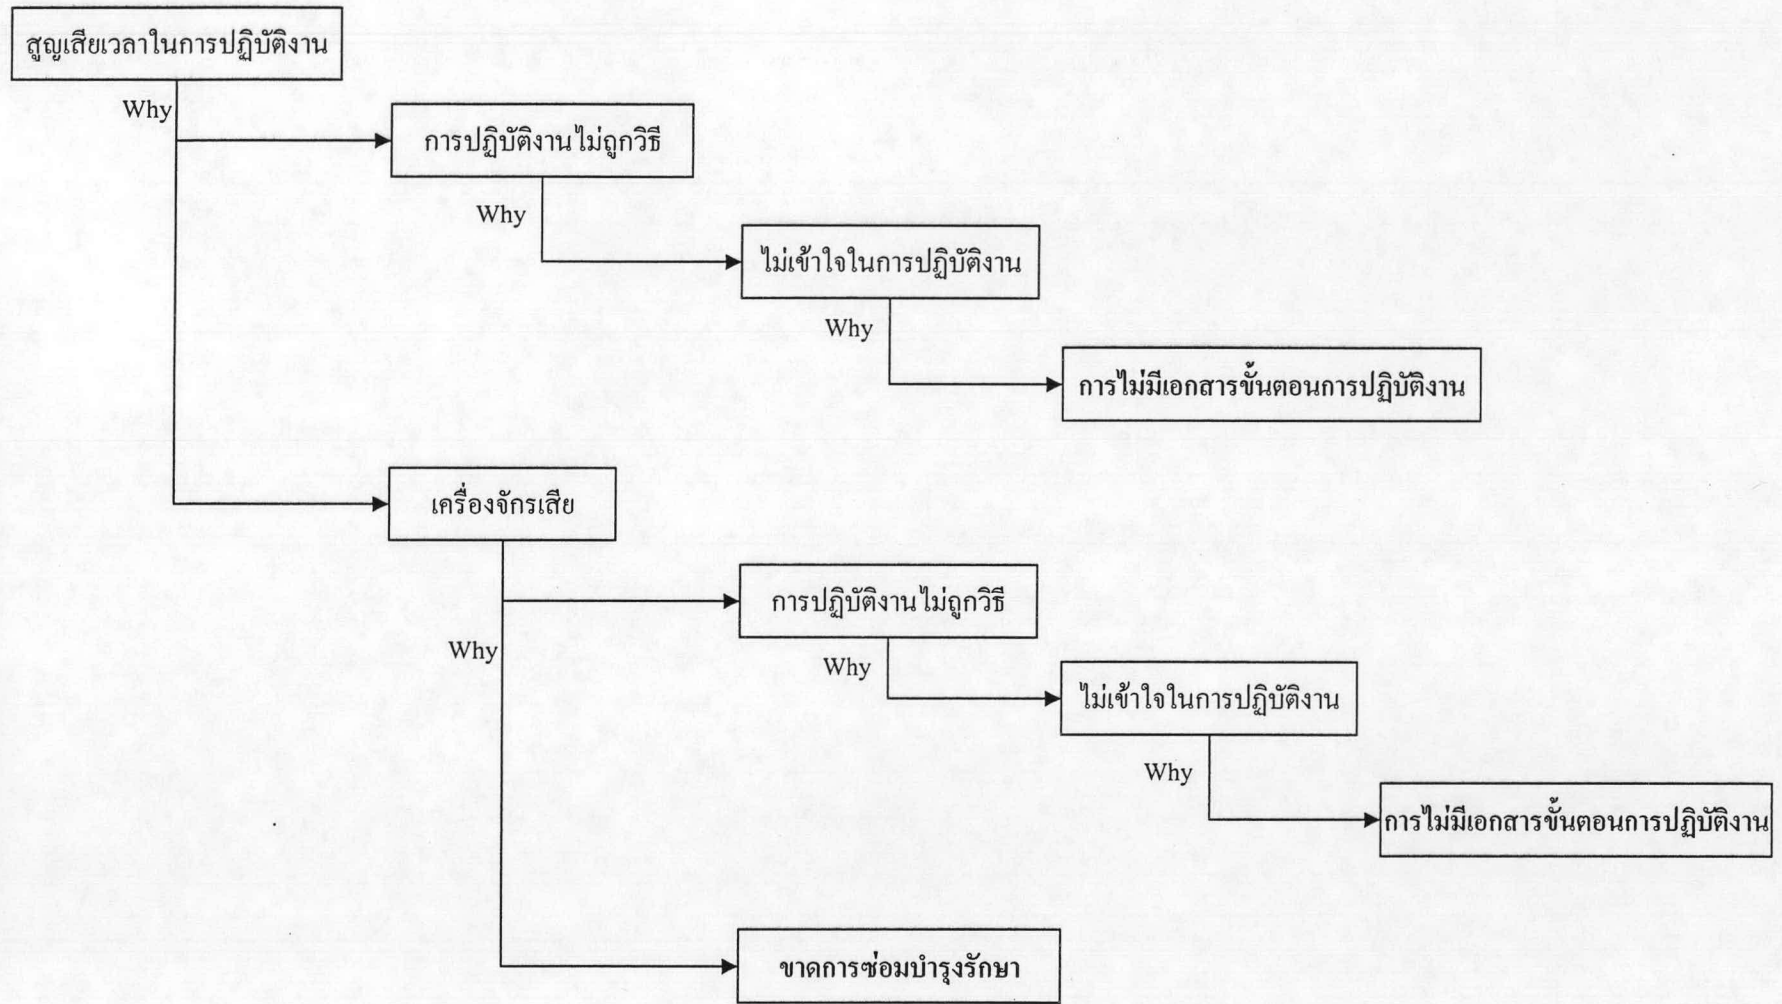 สูญเสียเวลาในการปฏิบัติงาน
Why
การปฏิบัติงานไม่ถูกวิธี
Why
ไม่เข้าใจในการปฏิบัติงาน
Why
การไม่มีเอกสารขั้นตอนการปฏิบัติงาน
เครื่องจักรเสีย
การปฏิบัติงานไม่ถูกวิธี
Why
Why
ไม่เข้าใจในการปฏิบัติงาน
Why
การไม่มีเอกสารขั้นตอนการปฏิบัติงาน
ขาดการซ่อมบำรุงรักษา